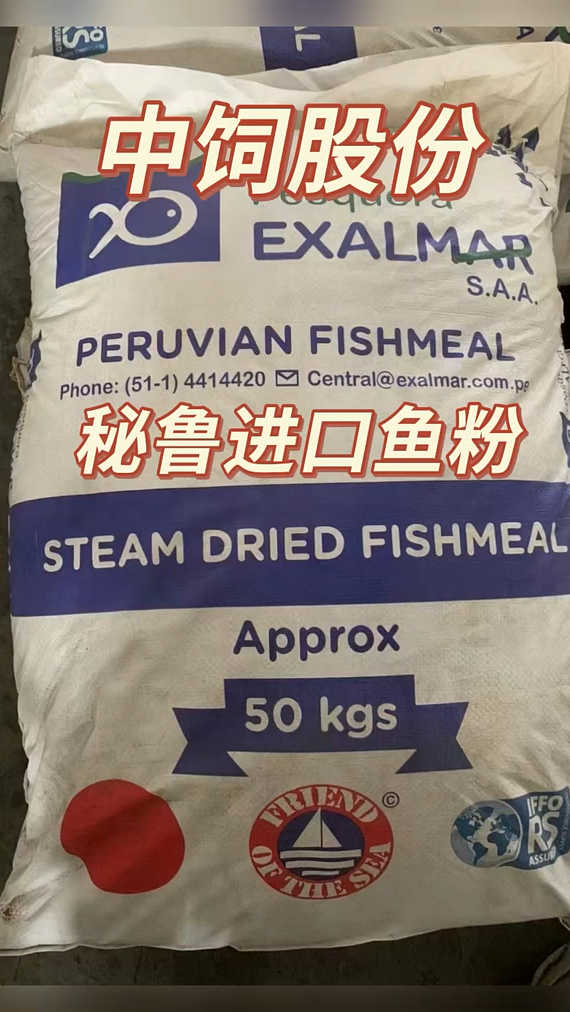 中饲股份
Pesquera
EXALMAR
S.A.A.
PERUVIAN FISHMEAL
Phone: (51-1) 4414420 Central@exalmar.com.pe
秘鲁进口鱼粉
STEAM DRIED FISHMEAL
Approx
50 kgs
FRIEND ©
OF THE SEA
IFFO
RS